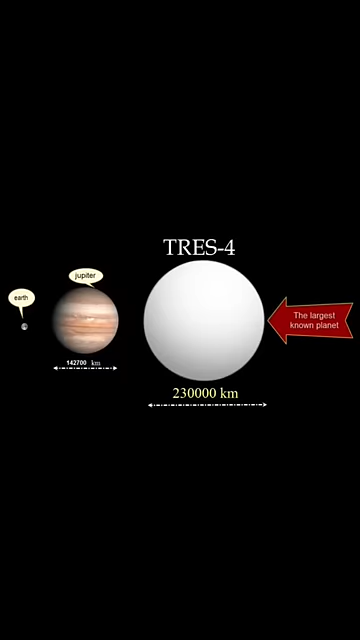 TRES-4
jupiter
earth
The largest
known planet
142700 km
230000 km